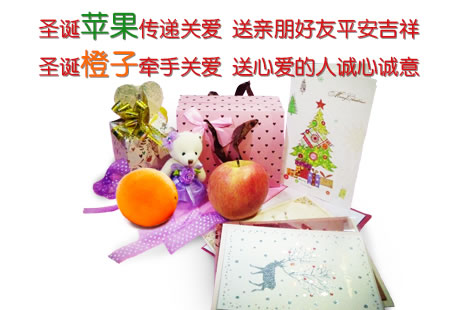 圣诞苹果传递关爱 送亲朋好友平安吉祥
圣诞橙子牵手关爱 送心爱的人诚心诚意